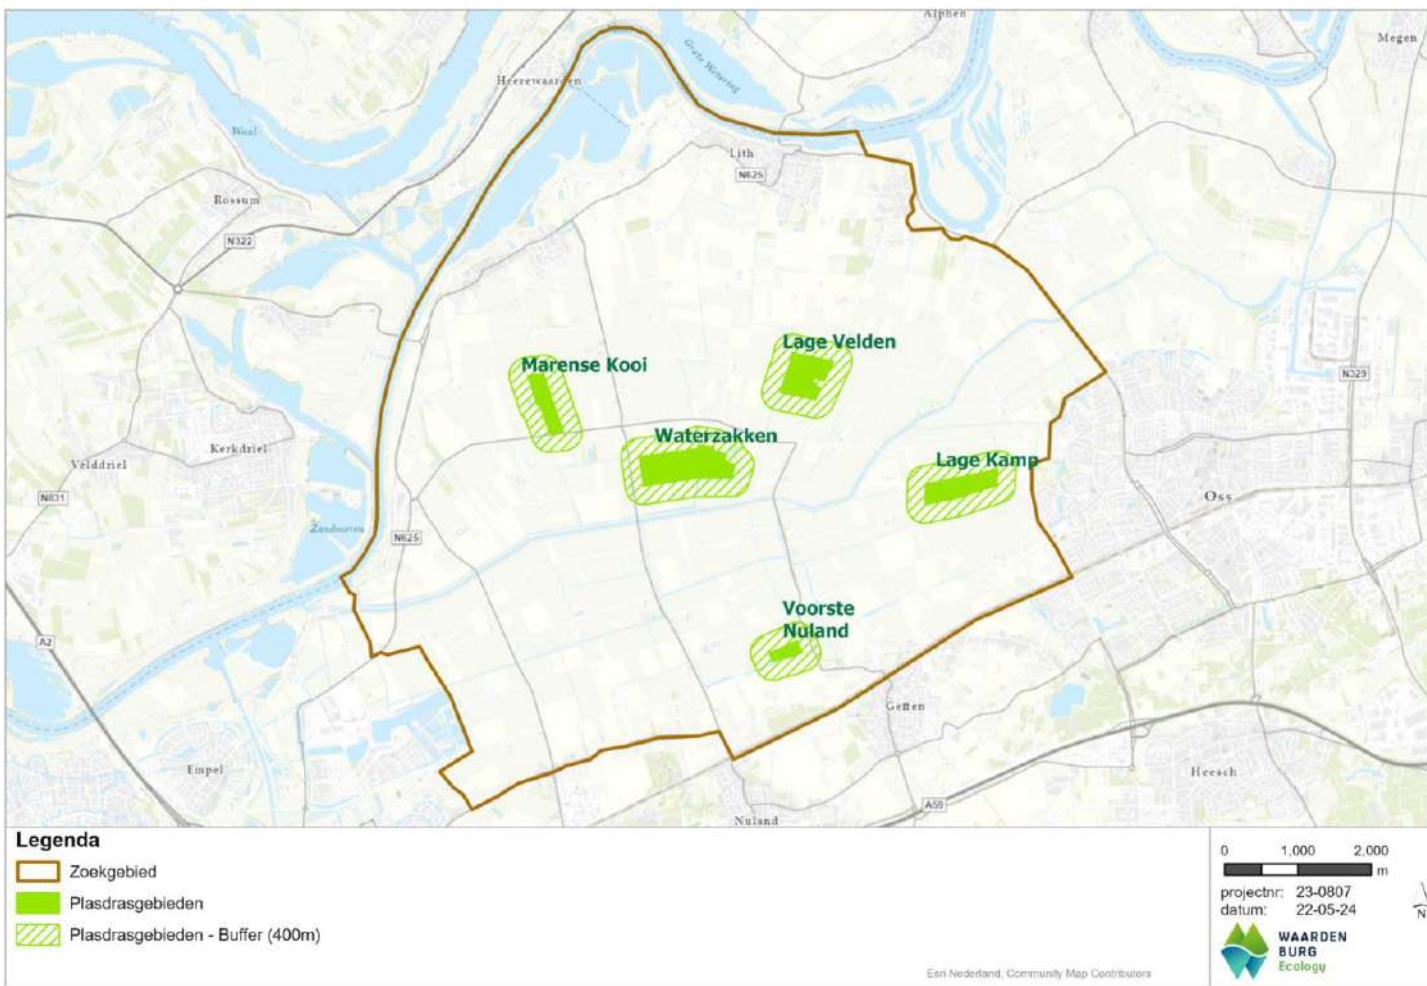 Alphen
Megen
Grote Wetering
Heerewaarden
Waal
Lith
N625
Rossum
N322
Lage Velden
Marense Kooi
N329
Kerkdriel
Waterzakken
Velddriel
Lage Kamp
Oss
N831
Zandmeren
N625
Voorste
Nuland
A2
Geffen
Empel
Heesch
A59
Nuland
Legenda
Zoekgebied
Plasdrasgebieden
Plasdrasgebieden - Buffer (400m)
0 1,000 2,000
m
projectnr: 23-0807
datum: 22-05-24
N
WAARDEN
BURG
Ecology
Esri Nederland, Community Map Contributors